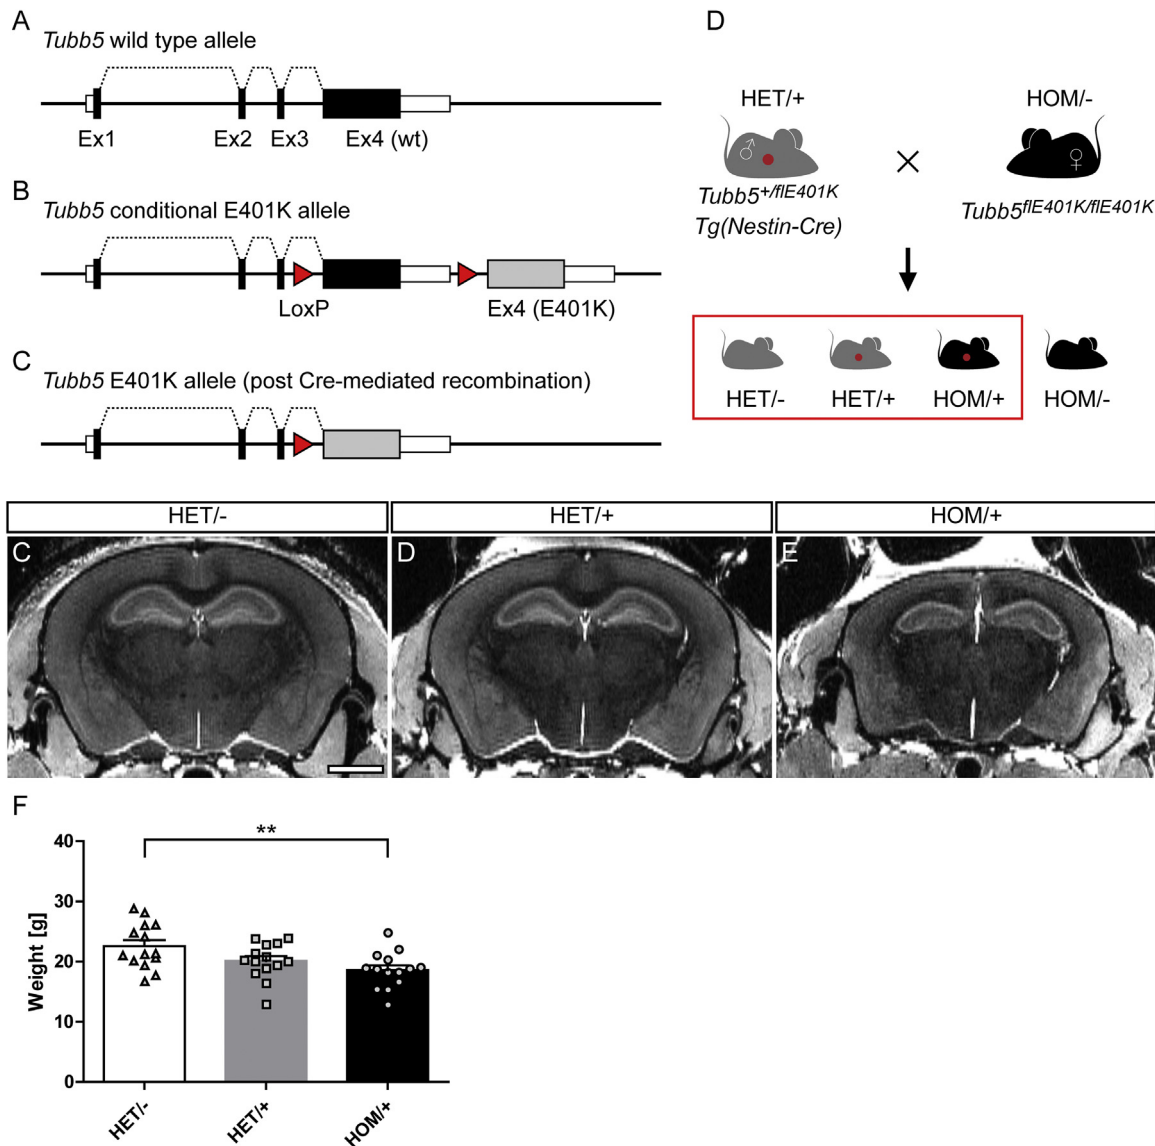 A
Tubb5 wild type allele
Ex1
Ex2
Ex3
Ex4 (wt)
B
Tubb5 conditional E401K allele
LoxP
Ex4 (E401K)
C
Tubb5 E401K allele (post Cre-mediated recombination)
D
HET/+
HOM/-
♂
♀
×
Tubb5+/flE401K
Tg(Nestin-Cre)
Tubb5flE401K/flE401K
HET/-
HET/+
HOM/+
HOM/-
HET/-
HET/+
HOM/+
C
D
E
F
**
Weight [g]
40
30
20
10
0
HET/-
HET/+
HOM/+